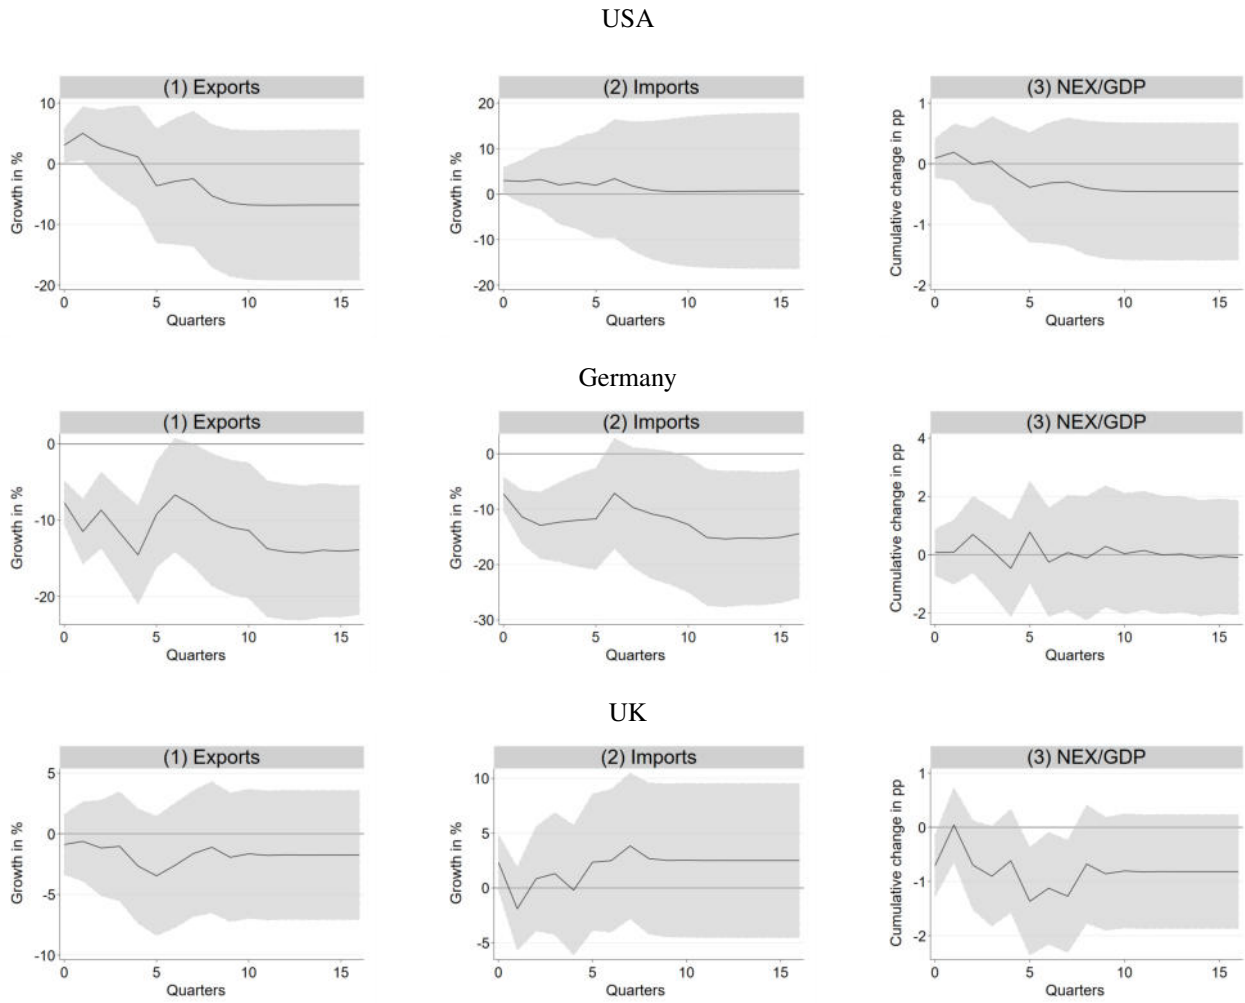 USA
(1) Exports
Growth in %
10
0
-10
-20
0 5 10 15
Quarters
(2) Imports
Growth in %
20
10
0
-10
-20
0 5 10 15
Quarters
(3) NEX/GDP
Cumulative change in pp
1
0
-1
-2
0 5 10 15
Quarters
Germany
(1) Exports
Growth in %
0
-10
-20
0 5 10 15
Quarters
(2) Imports
Growth in %
0
-10
-20
-30
0 5 10 15
Quarters
(3) NEX/GDP
Cumulative change in pp
4
2
0
-2
0 5 10 15
Quarters
UK
(1) Exports
Growth in %
5
0
-5
-10
0 5 10 15
Quarters
(2) Imports
Growth in %
10
5
0
-5
0 5 10 15
Quarters
(3) NEX/GDP
Cumulative change in pp
1
0
-1
-2
0 5 10 15
Quarters